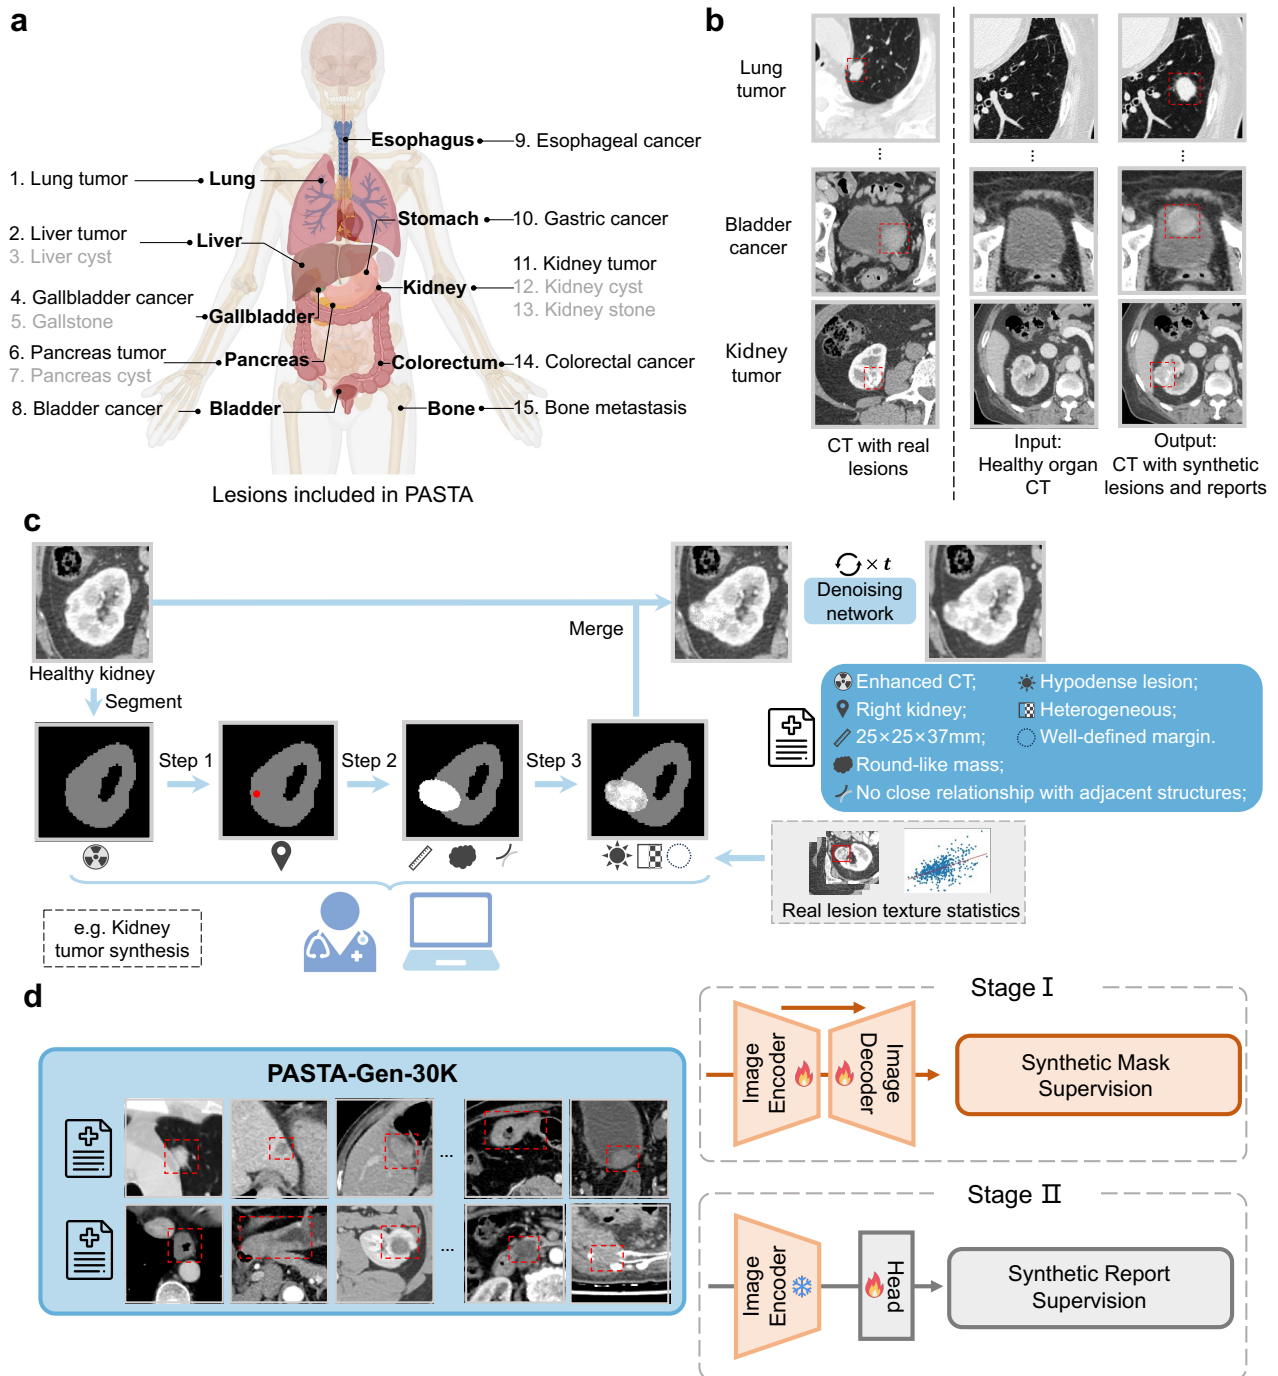 a
Esophagus
9. Esophageal cancer
1. Lung tumor
Lung
Stomach
10. Gastric cancer
2. Liver tumor
3. Liver cyst
Liver
11. Kidney tumor
12. Kidney cyst
13. Kidney stone
Kidney
4. Gallbladder cancer
5. Gallstone
Gallbladder
6. Pancreas tumor
7. Pancreas cyst
Pancreas
Colorectum
14. Colorectal cancer
8. Bladder cancer
Bladder
Bone
15. Bone metastasis
Lesions included in PASTA
b
Lung
tumor
...
...
...
Bladder
cancer
Kidney
tumor
CT with real
lesions
Input:
Healthy organ
CT
Output:
CT with synthetic
lesions and reports
c
Healthy kidney
Segment
Step 1
Step 2
Step 3
Merge
× t
Denoising
network
Enhanced CT;
Hypodense lesion;
Right kidney;
Heterogeneous;
25×25×37mm;
Well-defined margin.
Round-like mass;
No close relationship with adjacent structures;
Real lesion texture statistics
e.g. Kidney
tumor synthesis
d
PASTA-Gen-30K
...
...
Stage I
Image
Encoder
Image
Decoder
Synthetic Mask
Supervision
Stage II
Image
Encoder
Head
Synthetic Report
Supervision